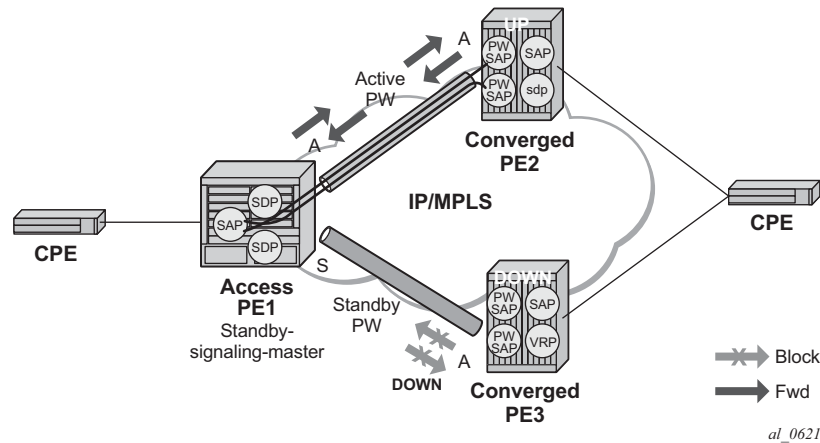 UP
A
PW
SAP
SAP
PW
SAP
sdp
Active
PW
A
Converged
PE2
IP/MPLS
CPE
SDP
SAP
SDP
CPE
S
Access
PE1
Standby-
signaling-master
Standby
PW
DOWN
PW
SAP
SAP
PW
SAP
VRP
A
DOWN
Converged
PE3
Block
Fwd
al_0621